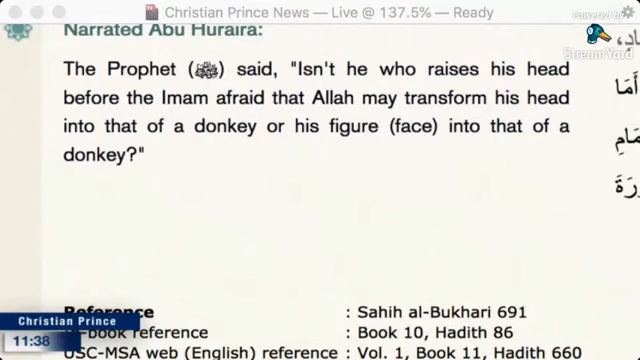 Christian Prince News — Live @ 137.5% — Ready
Powered by
StreamYard
Narrated Abu Huraira:
The Prophet (ﷺ) said, "Isn't he who raises his head
before the Imam afraid that Allah may transform his head
into that of a donkey or his figure (face) into that of a
donkey?"
أَمَا
Reference : Sahih al-Bukhari 691
Christian Prince
book reference : Book 10, Hadith 86
11:38
USC-MSA web (English) reference : Vol. 1, Book 11, Hadith 660